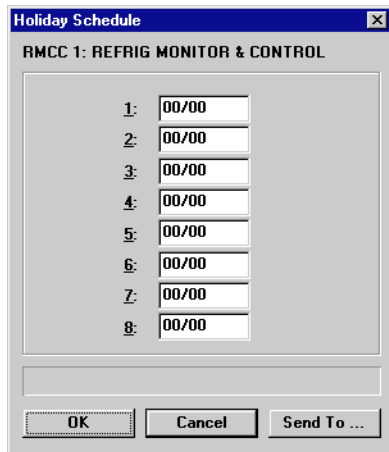 Holiday Schedule
RMCC 1: REFRIG MONITOR & CONTROL
1: 00/00
2: 00/00
3: 00/00
4: 00/00
5: 00/00
6: 00/00
7: 00/00
8: 00/00
OK Cancel Send To ...